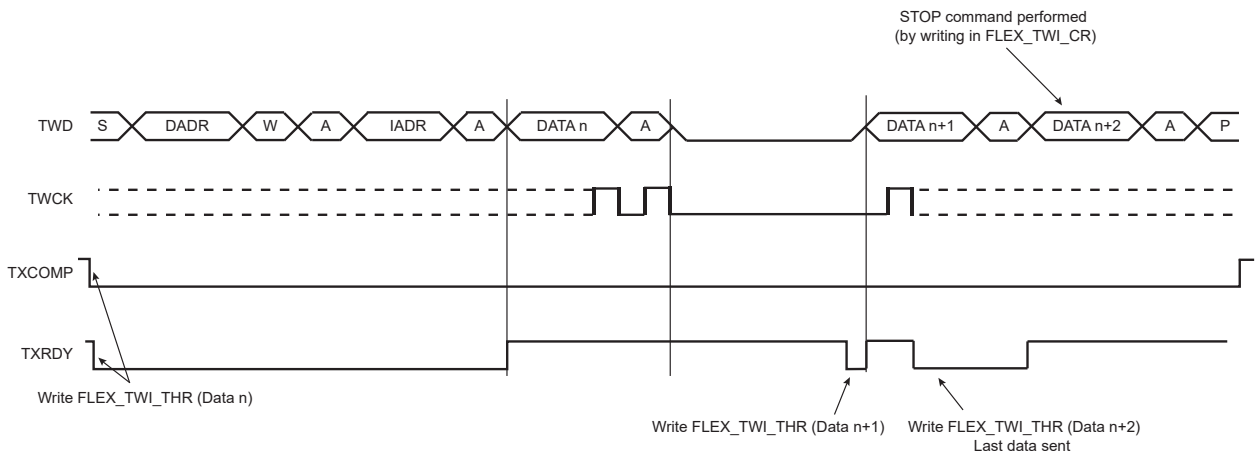 STOP command performed
(by writing in FLEX_TWI_CR)
TWD S DADR W A IADR A DATA n A DATA n+1 A DATA n+2 A P
TWCK
TXCOMP
TXRDY
Write FLEX_TWI_THR (Data n)
Write FLEX_TWI_THR (Data n+1) Write FLEX_TWI_THR (Data n+2)
Last data sent